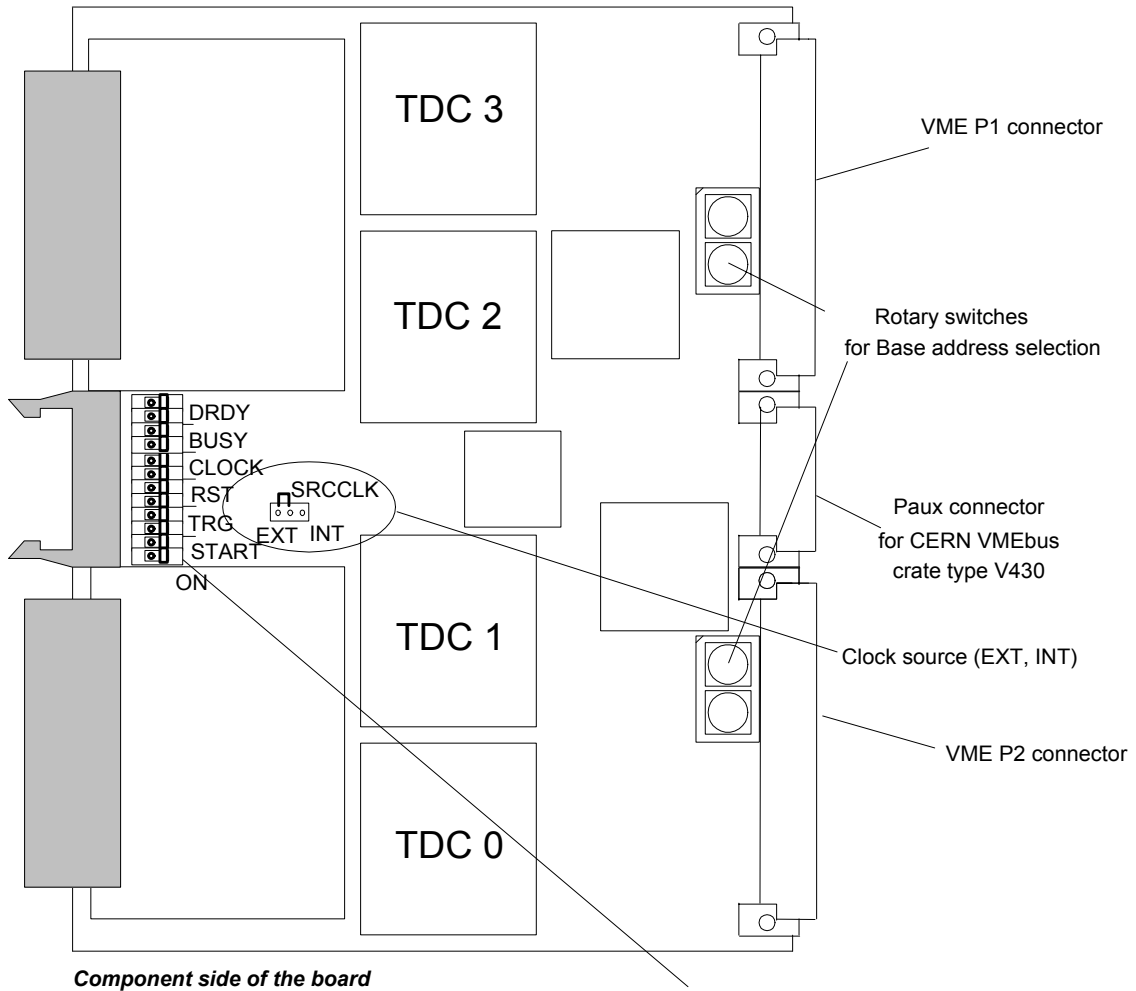 TDC 3
VME P1 connector
TDC 2
Rotary switches
for Base address selection
DRDY
BUSY
CLOCK
RST
TRG
START
ON
SRCCLK
EXT INT
Paux connector
for CERN VMEbus
crate type V430
TDC 1
Clock source (EXT, INT)
VME P2 connector
TDC 0
Component side of the board